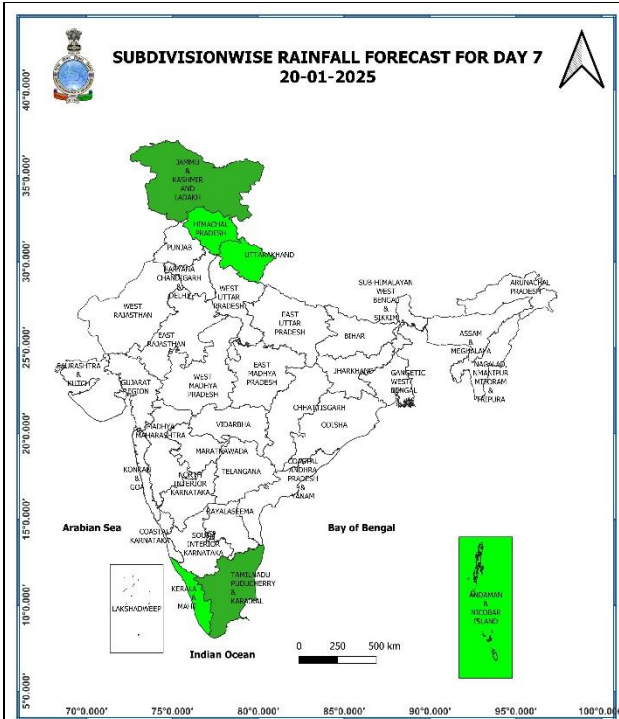 SUBDIVISIONWISE RAINFALL FORECAST FOR DAY 7
20-01-2025
40°0.000'
35°0.000'
30°0.000'
25°0.000'
20°0.000'
15°0.000'
10°0.000'
5°0.000'
JAMMU
&
KASHMIR
AND
LADAKH
HIMACHAL
PRADESH
UTTARAKHAND
PUNJAB
HARYANA
CHANDIGARH
&
DELHI
WEST
UTTAR
PRADESH
WEST
RAJASTHAN
EAST
RAJASTHAN
EAST
UTTAR
PRADESH
SUB-HIMALAYAN
WEST
BENGAL
&
SIKKIM
ARUNACHAL
PRADESH
ASSAM
&
MEGHALAYA
NAGALAD,
MANIPUR
MIZORAM
&
TRIPURA
BIHAR
JHARKHAND
GANGETIC
WEST
BENGAL
SAURASHTRA
&
KUTCH
GUJARAT
REGION
WEST
MADHYA
PRADESH
EAST
MADHYA
PRADESH
CHHATISGARH
ODISHA
MADHYA
MAHARASHTRA
VIDARBHA
MARATHAWADA
KONKAN
&
GOA
NORTH
INTERIOR
KARNATAKA
TELANGANA
COASTAL
ANDHRA
PRADESH
&
YANAM
RAYALASEEMA
COASTAL
KARNATAKA
SOUTH
INTERIOR
KARNATAKA
Arabian Sea
Bay of Bengal
LAKSHADWEEP
KERALA
&
MAHE
TAMILNADU
PUDUCHERRY
&
KARAIKAL
ANDAMAN
&
NICOBAR
ISLAND
Indian Ocean
0 250 500 km
70°0.000' 75°0.000' 80°0.000' 85°0.000' 90°0.000' 95°0.000' 100°0.000'